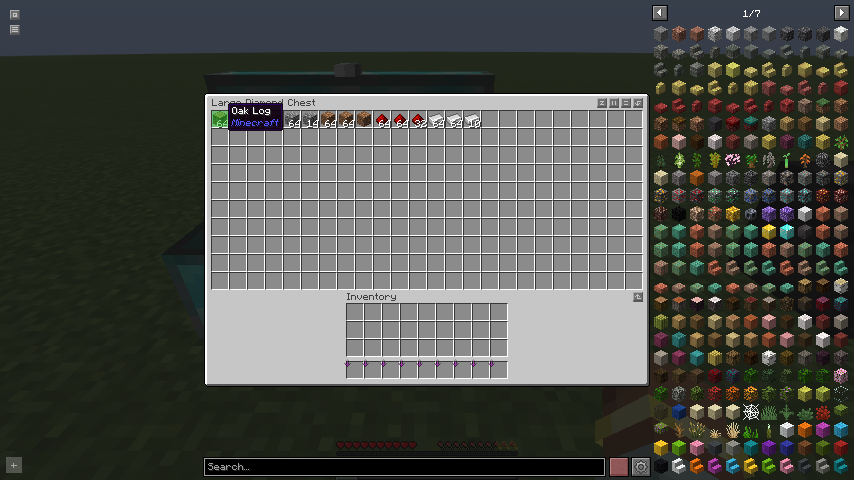 1/7
Large Diamond Chest
Oak Log
Minecraft
64 64 14 64 64 64 64 32 64 64 10
Inventory
Search...